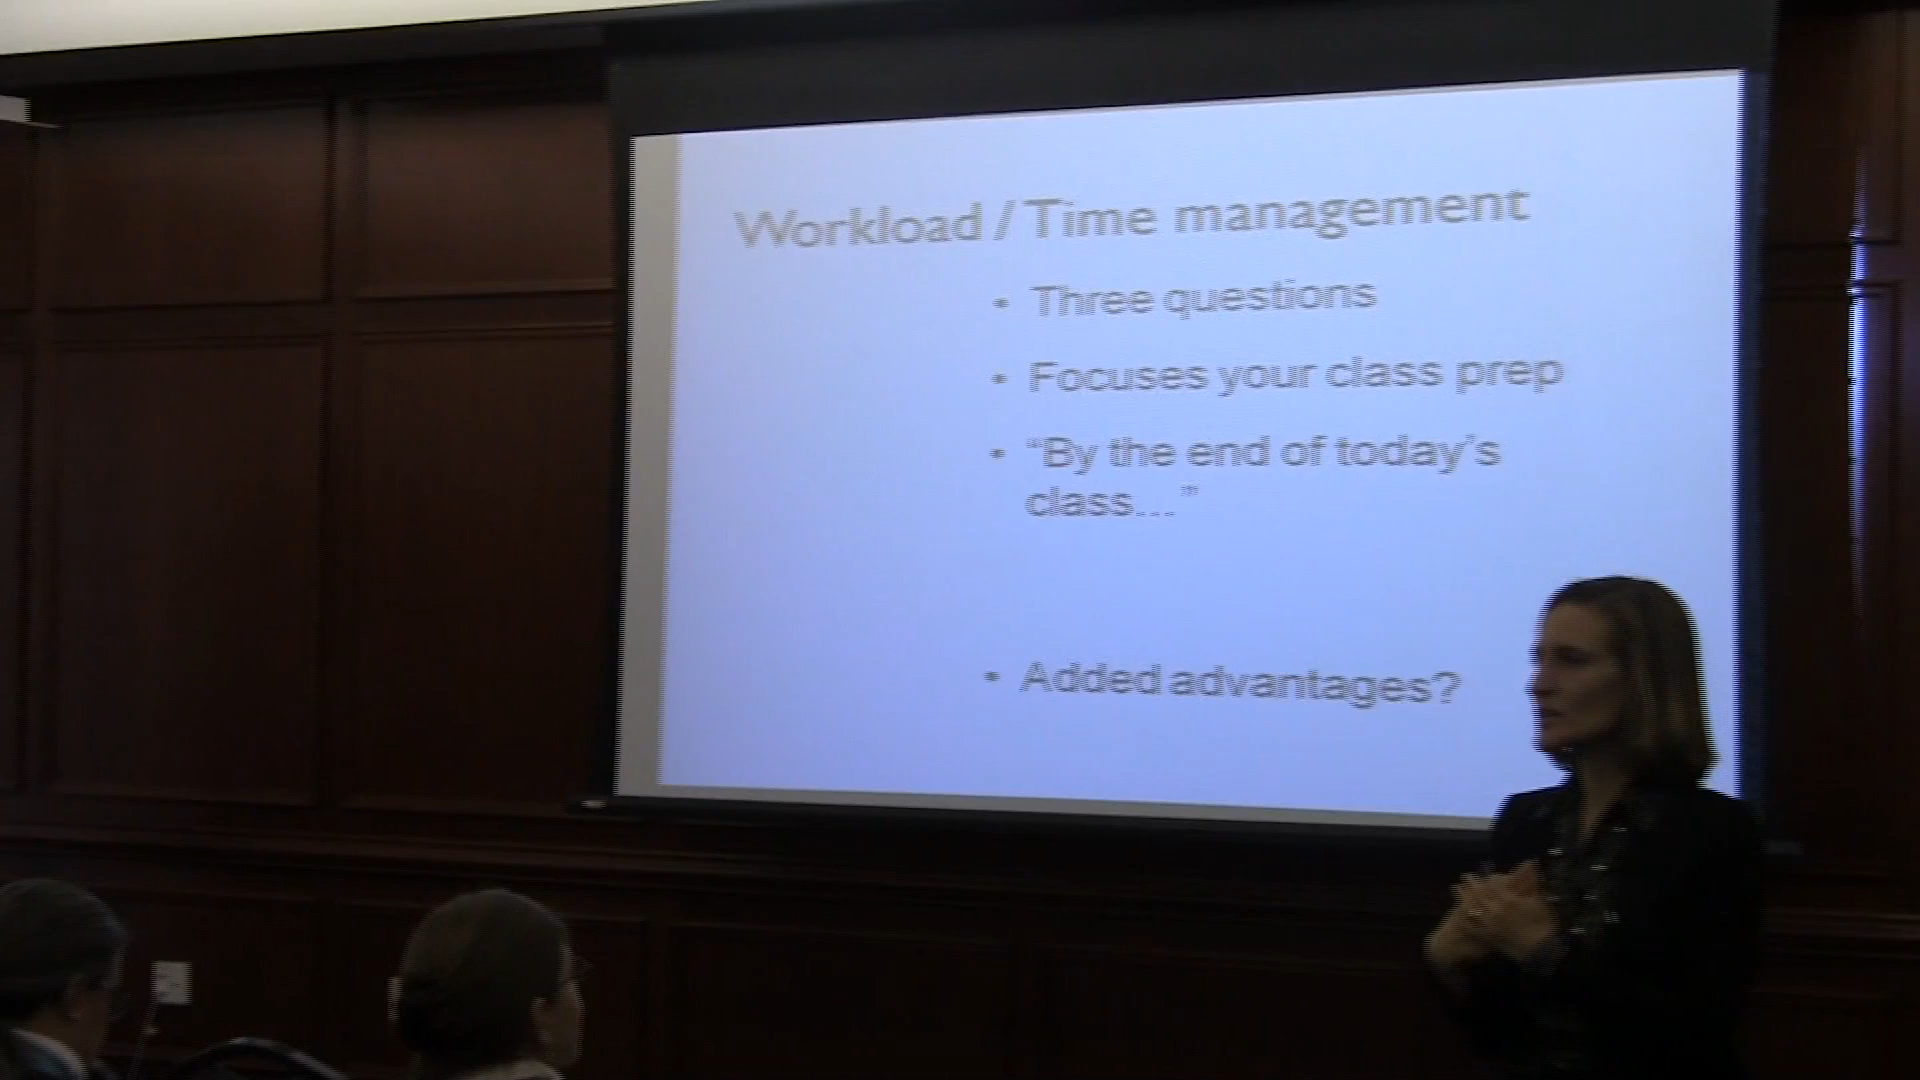 Workload / Time management
• Three questions
• Focuses your class prep
• “By the end of today’s
class...”
• Added advantages?